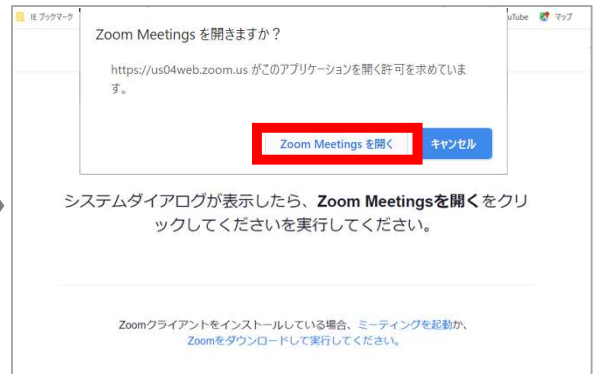 IE ブックマーク
uTube
マップ
Zoom Meetings を開きますか？
https://us04web.zoom.us がこのアプリケーションを開く許可を求めていま
す。
Zoom Meetings を開く
キャンセル
システムダイアログが表示したら、Zoom Meetingsを開くをクリ
ックしてくださいを実行してください。
Zoomクライアントをインストールしている場合、ミーティングを起動か、
Zoomをダウンロードして実行してください。